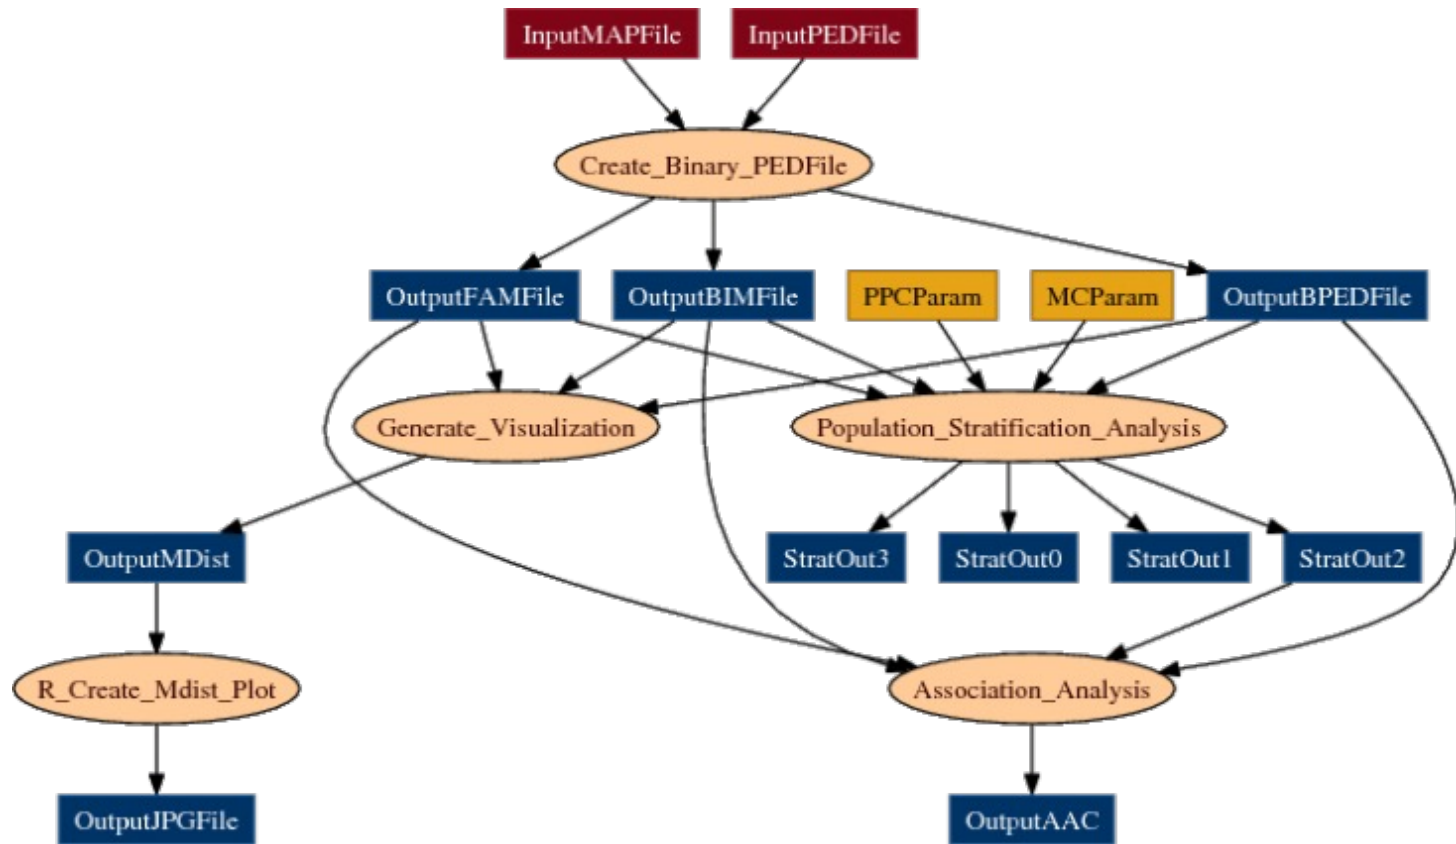 InputMAPFile
InputPEDFile
Create_Binary_PEDFile
OutputFAMFile
OutputBIMFile
PPCParam
MCParam
OutputBPEDFile
Generate_Visualization
Population_Stratification_Analysis
OutputMDist
StratOut3
StratOut0
StratOut1
StratOut2
R_Create_Mdist_Plot
Association_Analysis
OutputJPGFile
OutputAAC